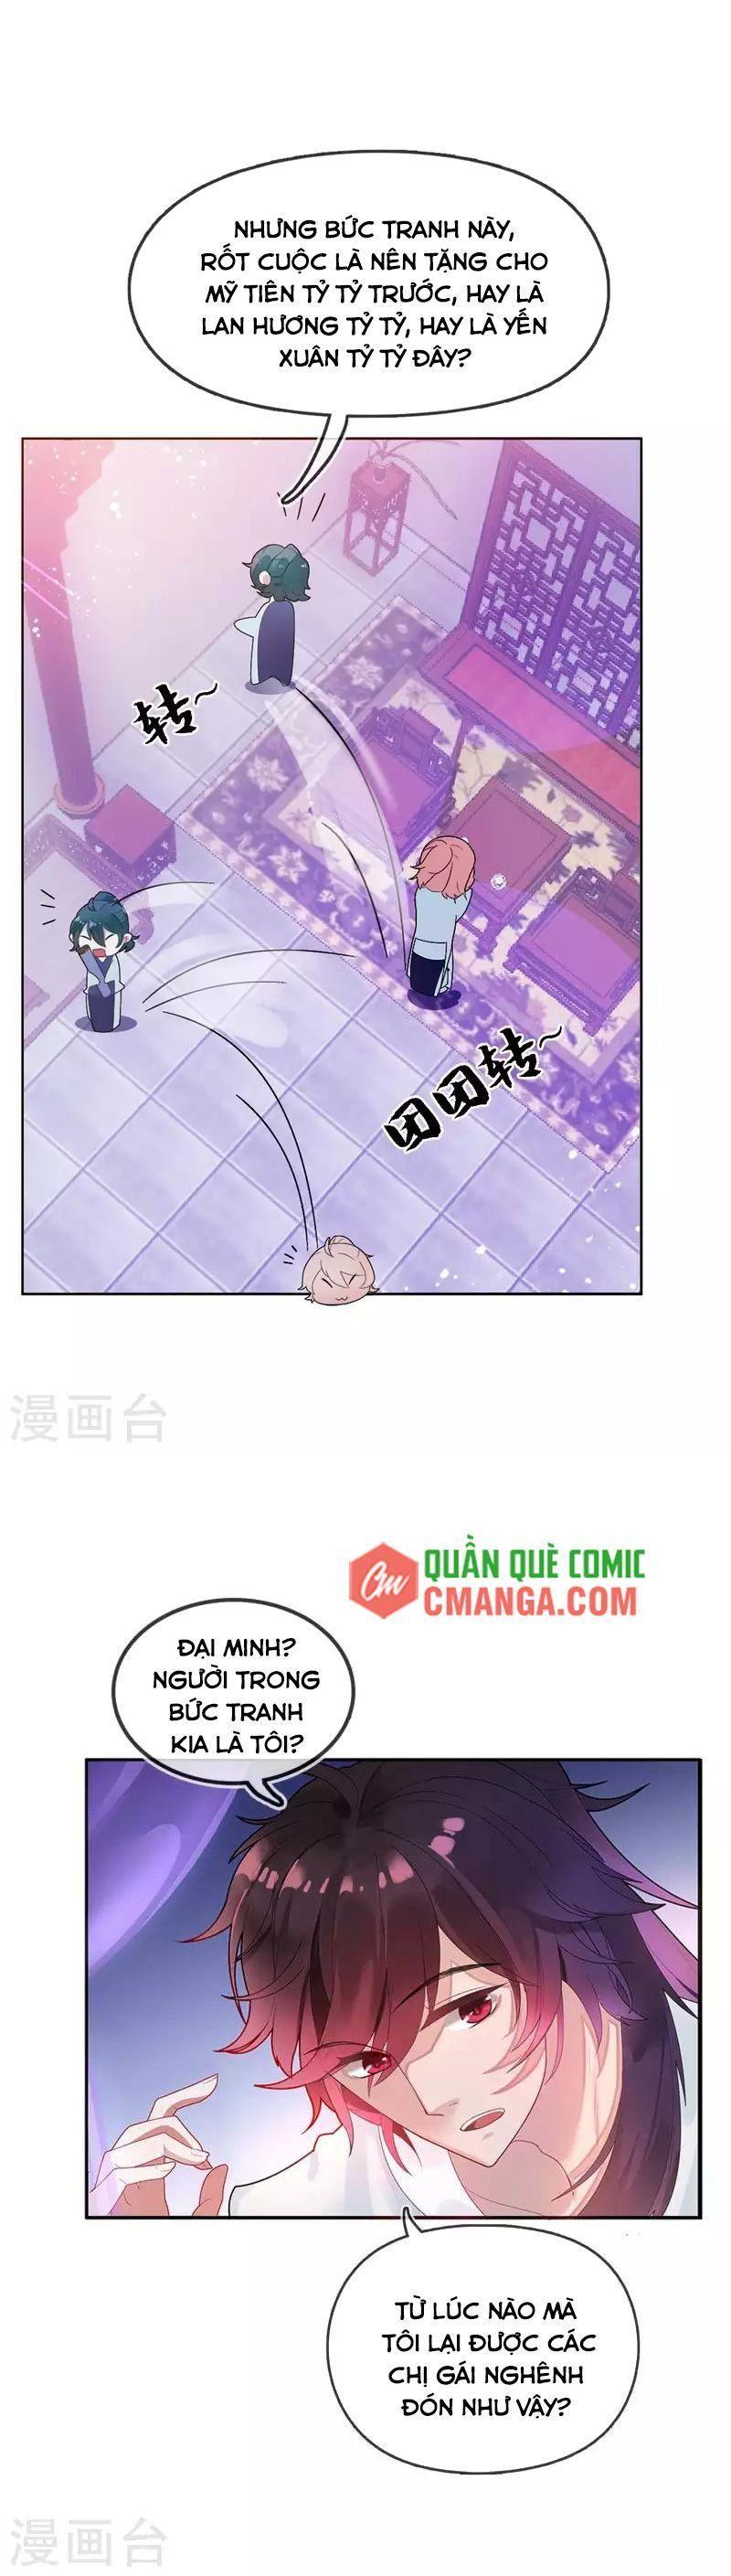 NHƯNG BỨC TRANH NÀY,
RỐT CUỘC LÀ NÊN TẶNG CHO
MỸ TIÊN TỶ TỶ TRƯỚC, HAY LÀ
LAN HƯƠNG TỶ TỶ, HAY LÀ YẾN
XUÂN TỶ TỶ ĐÂY?
转~
团团转~
漫画台
CM
QUẦN QUÈ COMIC
CMANGA.COM
ĐẠI MINH?
NGƯỜI TRONG
BỨC TRANH
KIA LÀ TÔI?
TỪ LÚC NÀO MÀ
TÔI LẠI ĐƯỢC CÁC
CHỊ GÁI NGHÊNH
ĐÓN NHƯ VẬY?
漫画台